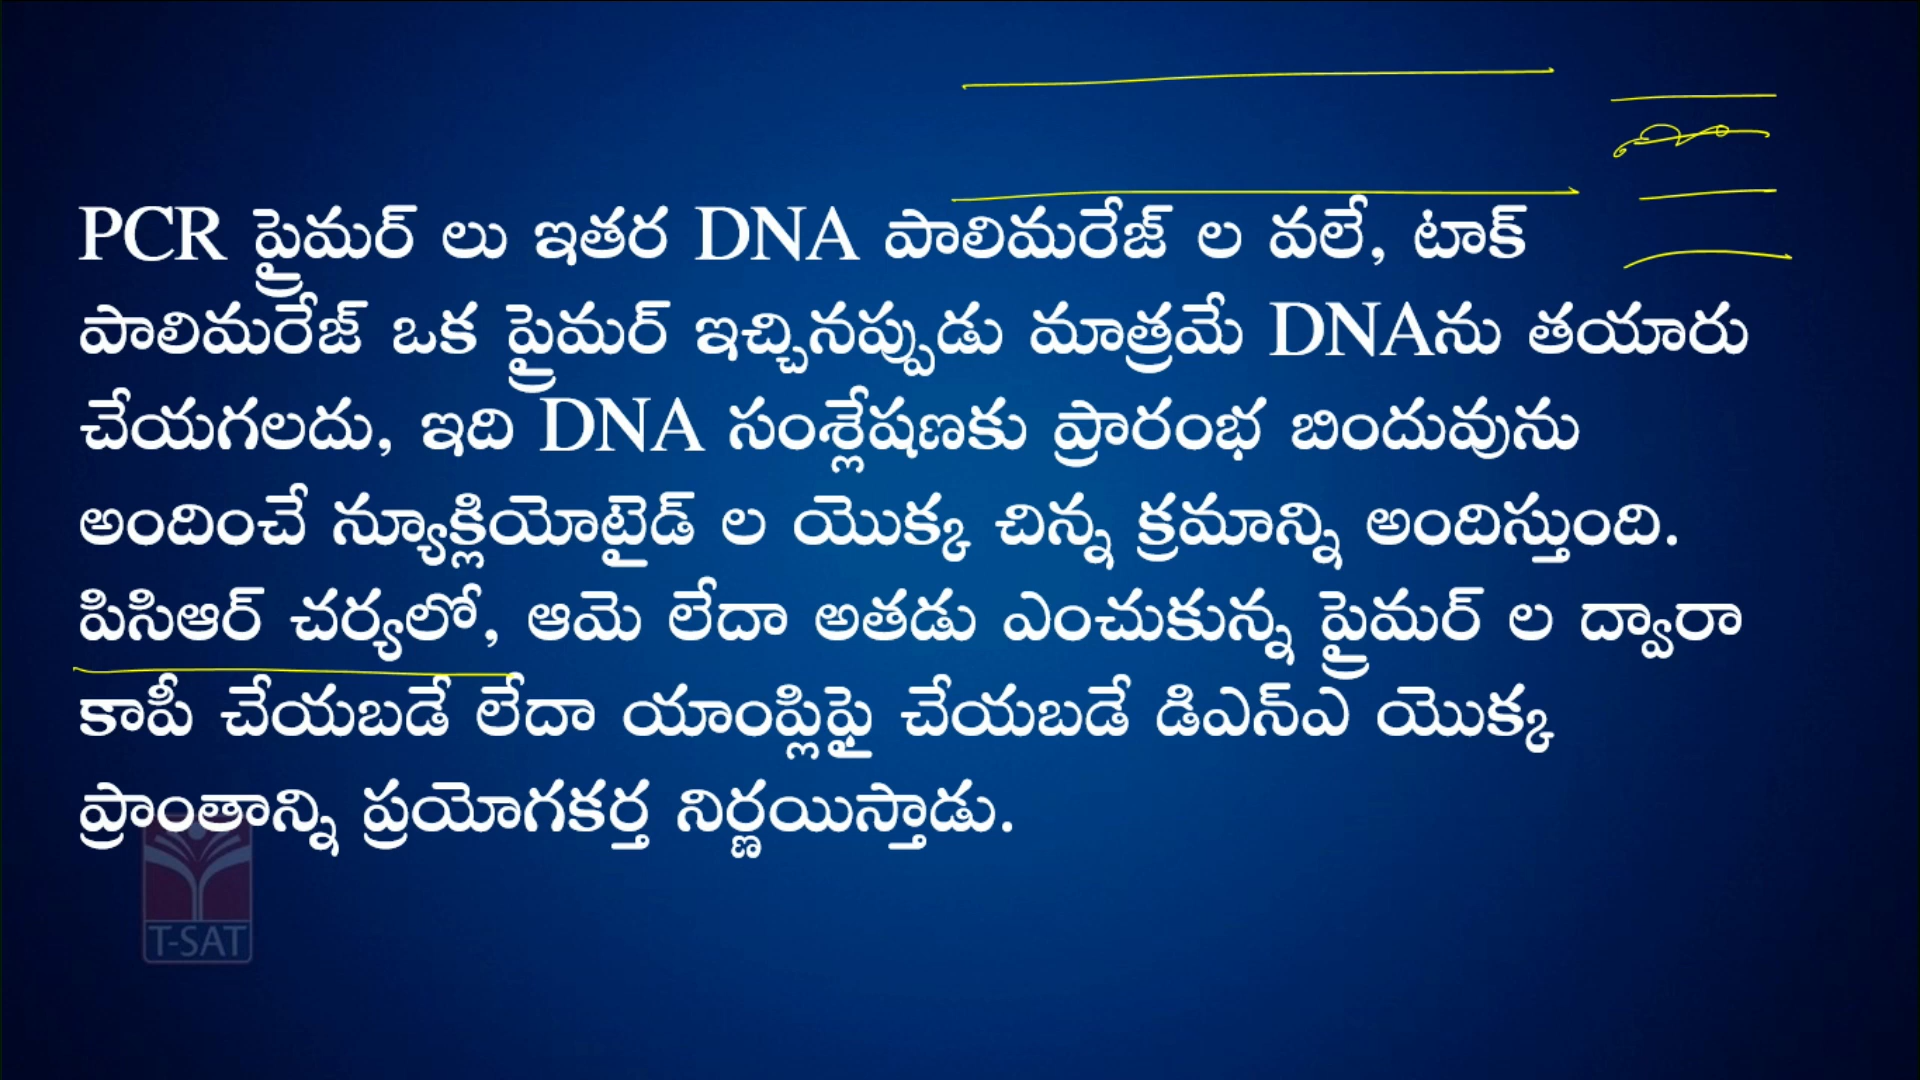 PCR ప్రైమర్ లు ఇతర DNA పాలిమరేజ్ ల వలే, టాక్
పాలిమరేజ్ ఒక ప్రైమర్ ఇచ్చినప్పుడు మాత్రమే DNAను తయారు
చేయగలదు, ఇది DNA సంశ్లేషణకు ప్రారంభ బిందువును
అందించే న్యూక్లియోటైడ్ ల యొక్క చిన్న క్రమాన్ని అందిస్తుంది.
పిసిఆర్ చర్యలో, ఆమె లేదా అతడు ఎంచుకున్న ప్రైమర్ ల ద్వారా
కాపీ చేయబడే లేదా యాంప్లిఫై చేయబడే డిఎన్ఎ యొక్క
ప్రాంతాన్ని ప్రయోగకర్త నిర్ణయిస్తాడు.
T-SAT